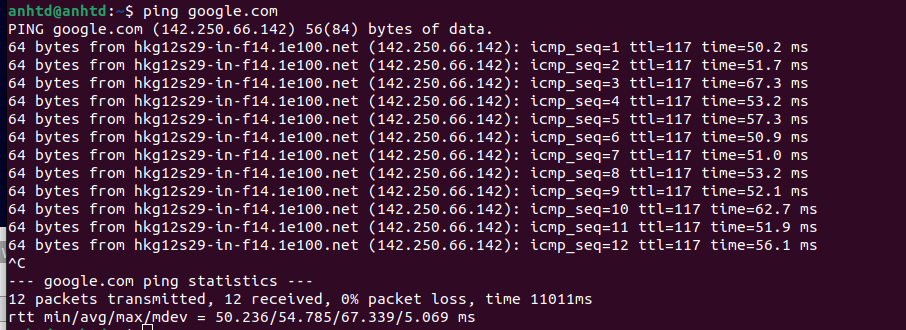 anhtd@anhtd:~$ ping google.com
PING google.com (142.250.66.142) 56(84) bytes of data.
64 bytes from hkg12s29-in-f14.1e100.net (142.250.66.142): icmp_seq=1 ttl=117 time=50.2 ms
64 bytes from hkg12s29-in-f14.1e100.net (142.250.66.142): icmp_seq=2 ttl=117 time=51.7 ms
64 bytes from hkg12s29-in-f14.1e100.net (142.250.66.142): icmp_seq=3 ttl=117 time=67.3 ms
64 bytes from hkg12s29-in-f14.1e100.net (142.250.66.142): icmp_seq=4 ttl=117 time=53.2 ms
64 bytes from hkg12s29-in-f14.1e100.net (142.250.66.142): icmp_seq=5 ttl=117 time=57.3 ms
64 bytes from hkg12s29-in-f14.1e100.net (142.250.66.142): icmp_seq=6 ttl=117 time=50.9 ms
64 bytes from hkg12s29-in-f14.1e100.net (142.250.66.142): icmp_seq=7 ttl=117 time=51.0 ms
64 bytes from hkg12s29-in-f14.1e100.net (142.250.66.142): icmp_seq=8 ttl=117 time=53.2 ms
64 bytes from hkg12s29-in-f14.1e100.net (142.250.66.142): icmp_seq=9 ttl=117 time=52.1 ms
64 bytes from hkg12s29-in-f14.1e100.net (142.250.66.142): icmp_seq=10 ttl=117 time=62.7 ms
64 bytes from hkg12s29-in-f14.1e100.net (142.250.66.142): icmp_seq=11 ttl=117 time=51.9 ms
64 bytes from hkg12s29-in-f14.1e100.net (142.250.66.142): icmp_seq=12 ttl=117 time=56.1 ms
^C
--- google.com ping statistics ---
12 packets transmitted, 12 received, 0% packet loss, time 11011ms
rtt min/avg/max/mdev = 50.236/54.785/67.339/5.069 ms